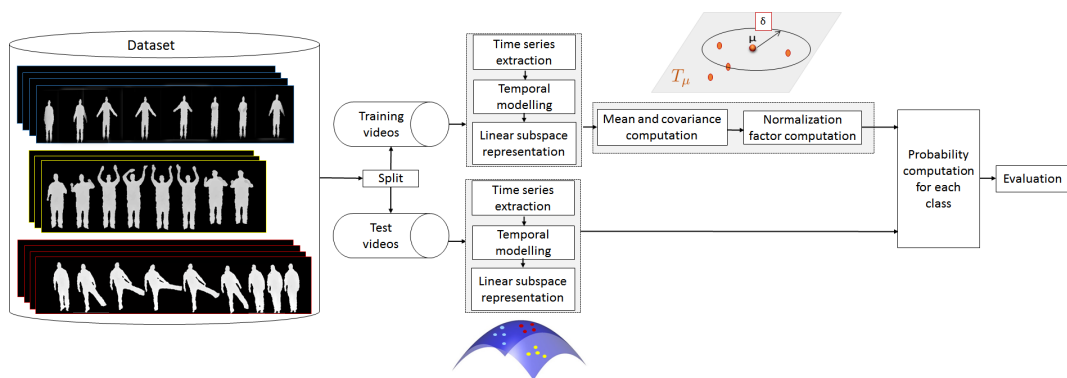 Dataset
Training
videos
Split
Test
videos
Time series
extraction
Temporal
modelling
Linear subspace
representation
Time series
extraction
Temporal
modelling
Linear subspace
representation
δ
μ
Tμ
Mean and covariance
computation
Normalization
factor computation
Probability
computation
for each
class
Evaluation